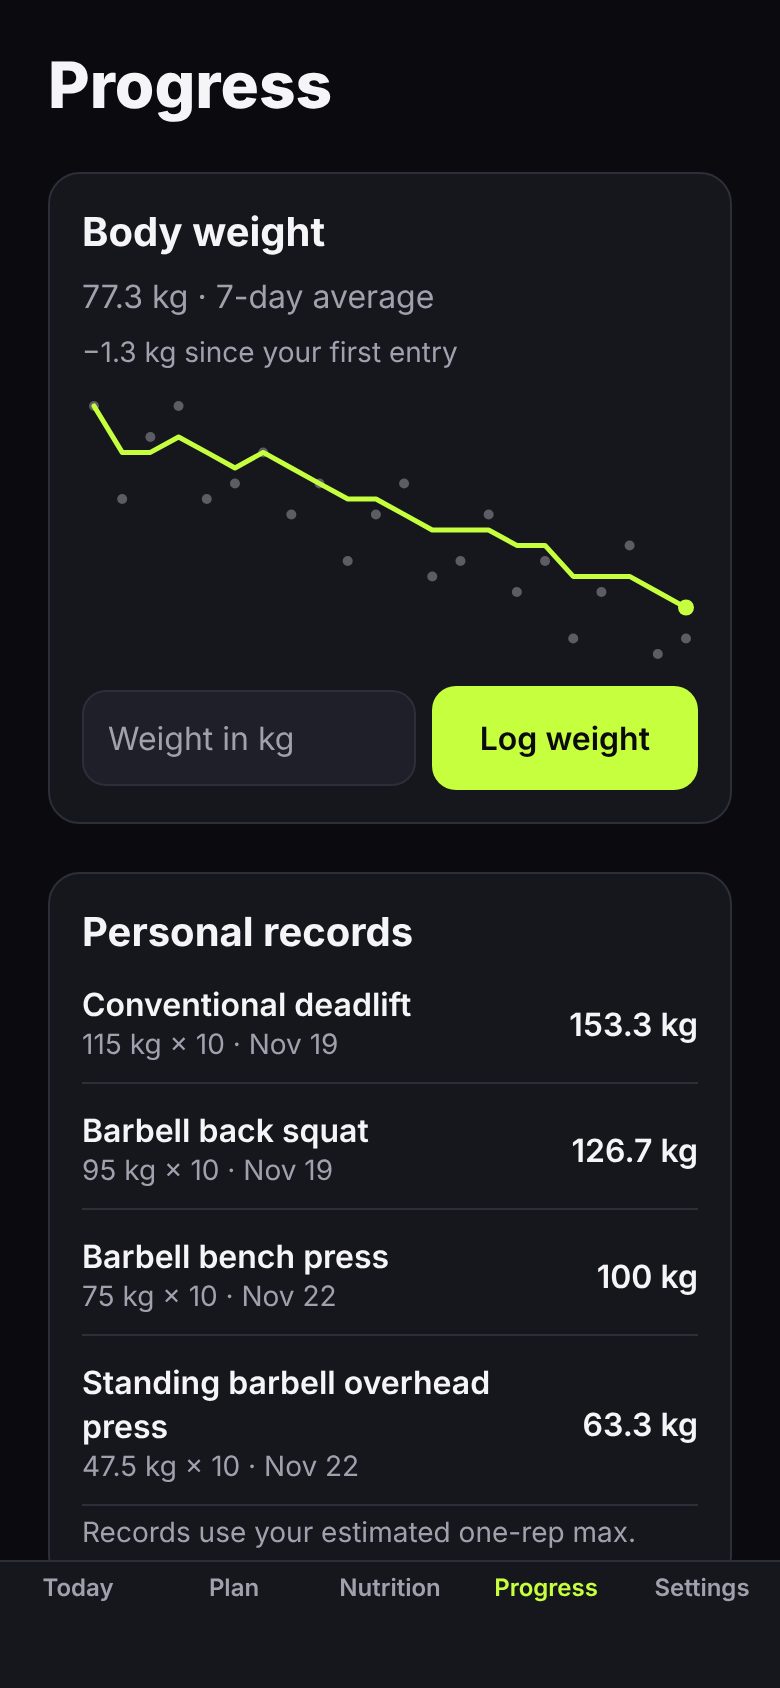 Progress
Body weight
77.3 kg · 7-day average
−1.3 kg since your first entry
Weight in kg
Log weight
Personal records
Conventional deadlift
115 kg × 10 · Nov 19
153.3 kg
Barbell back squat
95 kg × 10 · Nov 19
126.7 kg
Barbell bench press
75 kg × 10 · Nov 22
100 kg
Standing barbell overhead
press
47.5 kg × 10 · Nov 22
63.3 kg
Records use your estimated one-rep max.
Today
Plan
Nutrition
Progress
Settings